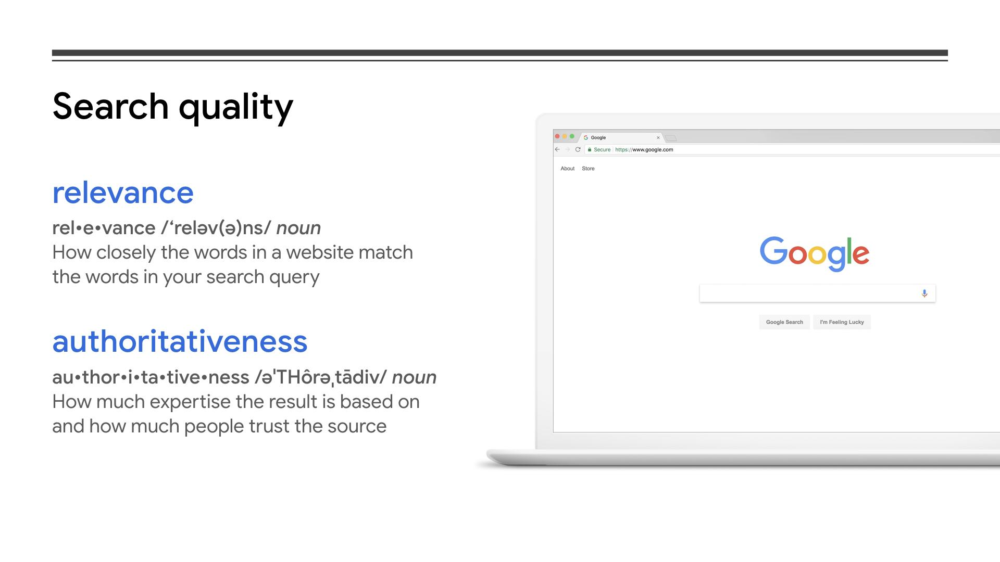 Search quality
relevance
rel•e•vance /‘reləv(ə)ns/ noun
How closely the words in a website match
the words in your search query
authoritativeness
au•thor•i•ta•tive•ness /əˈTHôrəˌtādiv/ noun
How much expertise the result is based on
and how much people trust the source
Google
Secure https://www.google.com
About Store
Google
Google Search I'm Feeling Lucky